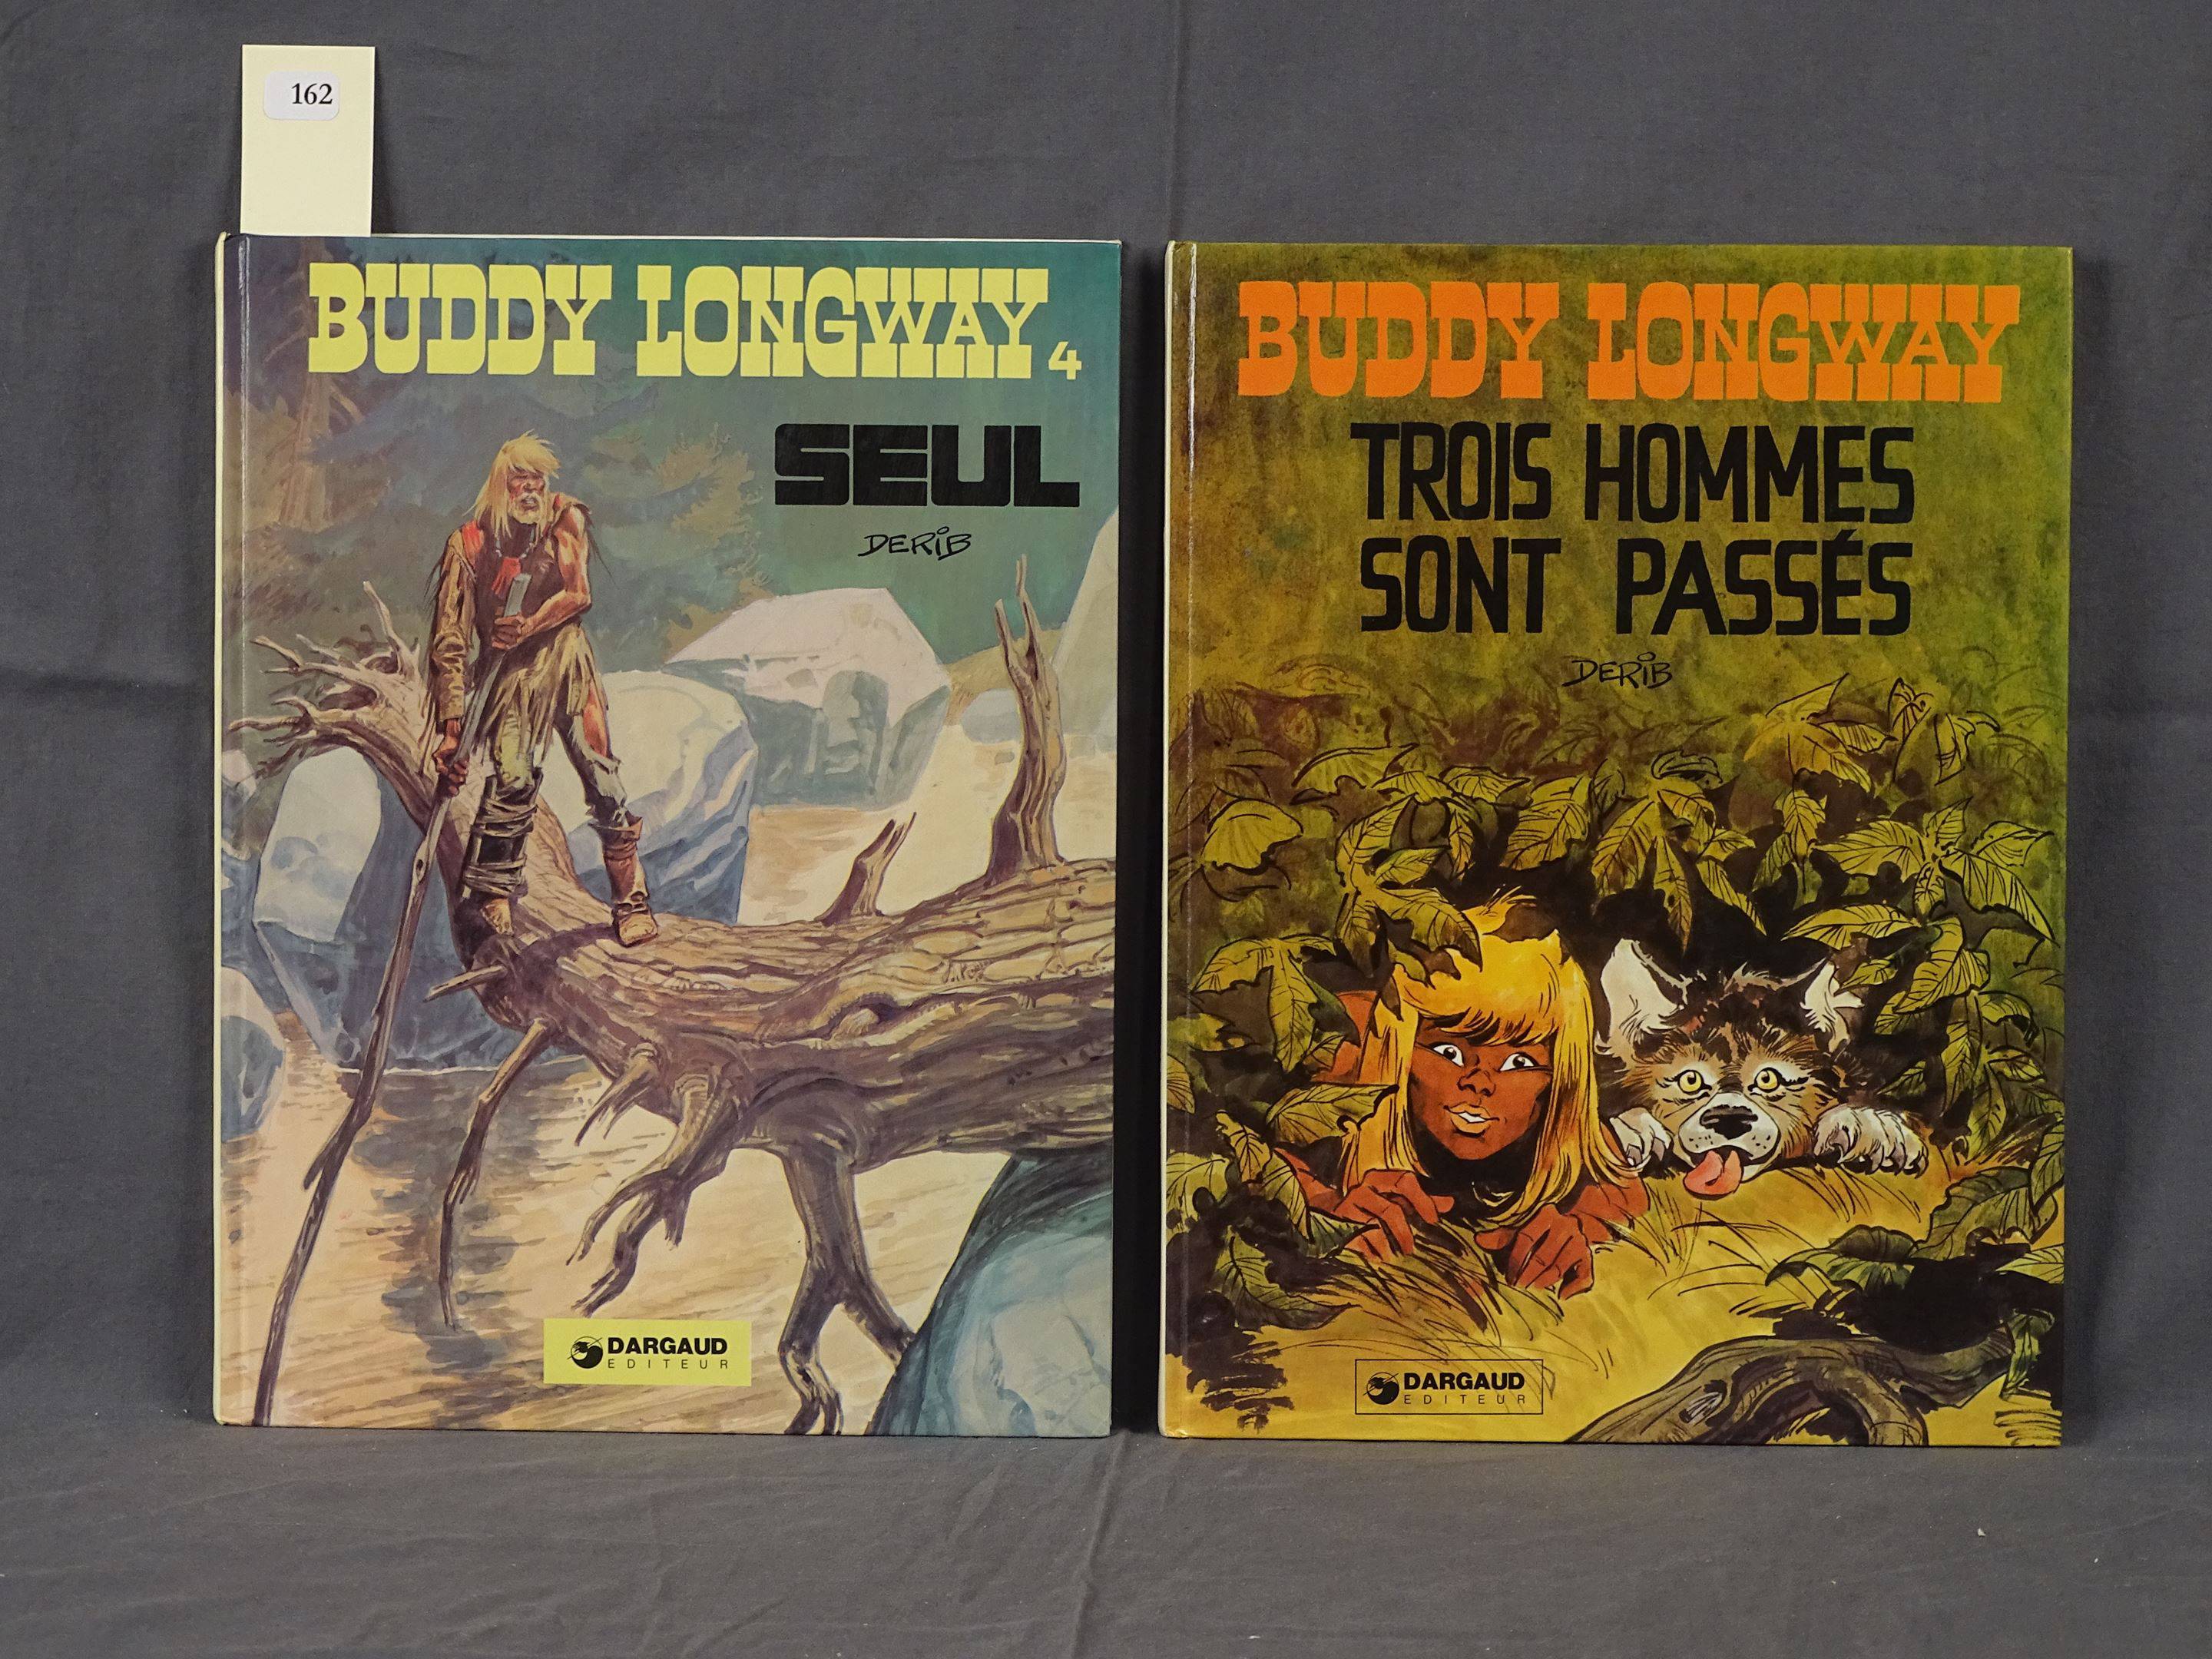 162
BUDDY LONGWAY 4
SEUL
DERIB
DARGAUD
EDITEUR
BUDDY LONGWAY
TROIS HOMMES
SONT PASSÉS
DERIB
DARGAUD
EDITEUR